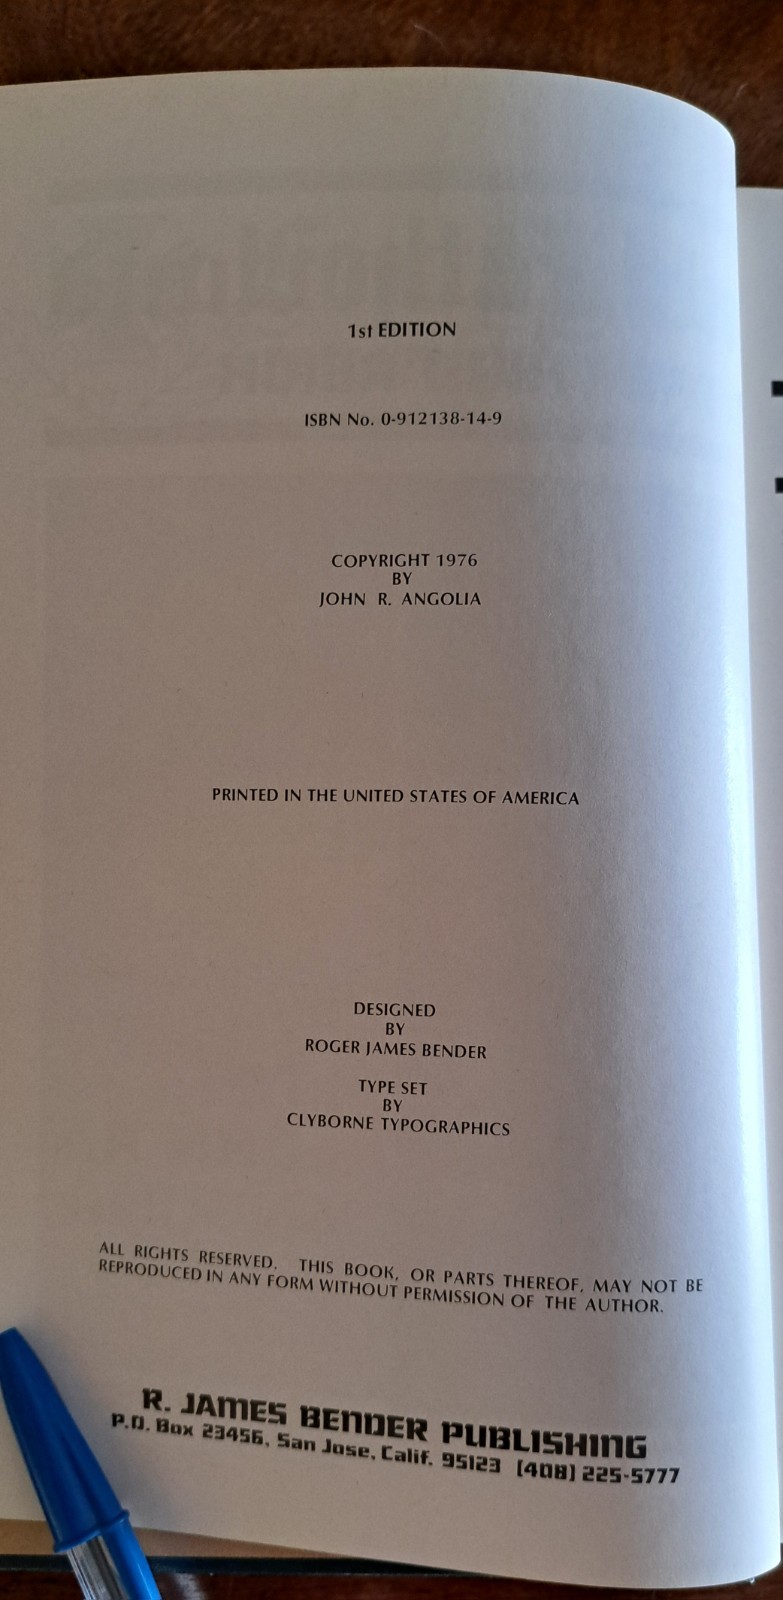 1st EDITION
ISBN No. 0-912138-14-9
COPYRIGHT 1976
BY
JOHN R. ANGOLIA
PRINTED IN THE UNITED STATES OF AMERICA
DESIGNED
BY
ROGER JAMES BENDER
TYPE SET
BY
CLYBORNE TYPOGRAPHICS
ALL RIGHTS RESERVED. THIS BOOK, OR PARTS THEREOF, MAY NOT BE
REPRODUCED IN ANY FORM WITHOUT PERMISSION OF THE AUTHOR.
R. JAMES BENDER PUBLISHING
P.O. Box 23456, San Jose, Calif. 95123 (408) 225-5777